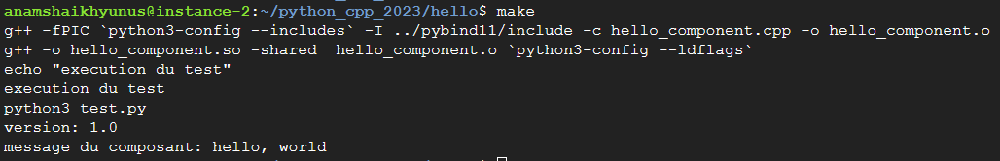 anamshaikhyunus@instance-2:~/python_cpp_2023/hello$ make
g++ -fPIC `python3-config --includes` -I ../pybind11/include -c hello_component.cpp -o hello_component.o
g++ -o hello_component.so -shared  hello_component.o `python3-config --ldflags`
echo "execution du test"
execution du test
python3 test.py
version: 1.0
message du composant: hello, world